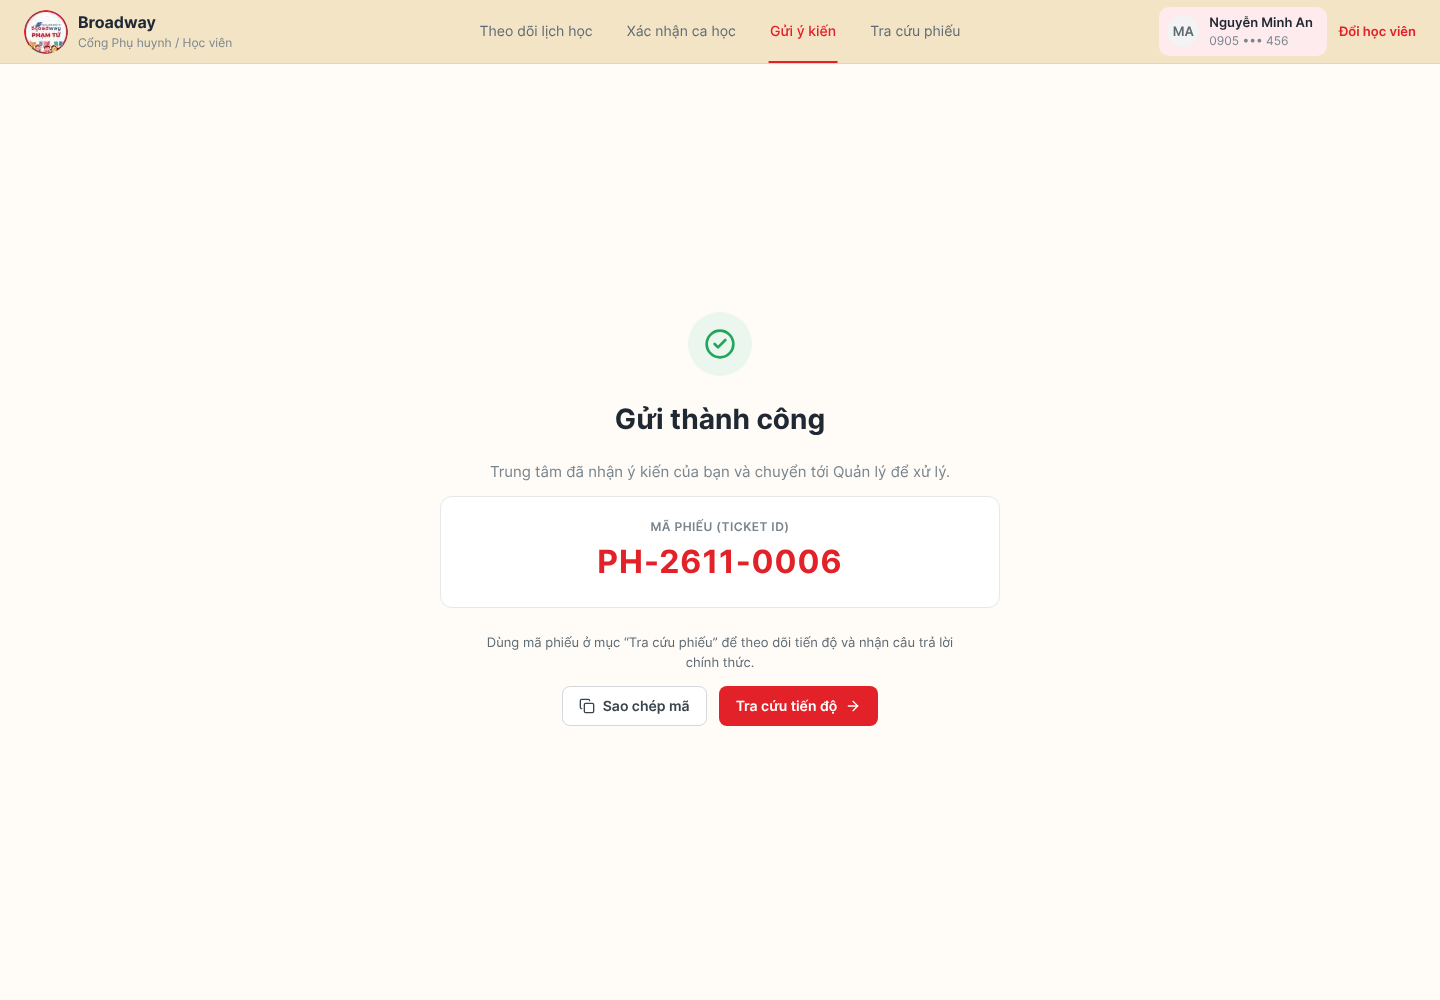 Broadway
PHẠM TỨ
Broadway
Cổng Phụ huynh / Học viên
Theo dõi lịch học
Xác nhận ca học
Gửi ý kiến
Tra cứu phiếu
MA
Nguyễn Minh An
0905 ••• 456
Đổi học viên
Gửi thành công
Trung tâm đã nhận ý kiến của bạn và chuyển tới Quản lý để xử lý.
MÃ PHIẾU (TICKET ID)
PH-2611-0006
Dùng mã phiếu ở mục “Tra cứu phiếu” để theo dõi tiến độ và nhận câu trả lời
chính thức.
Sao chép mã
Tra cứu tiến độ